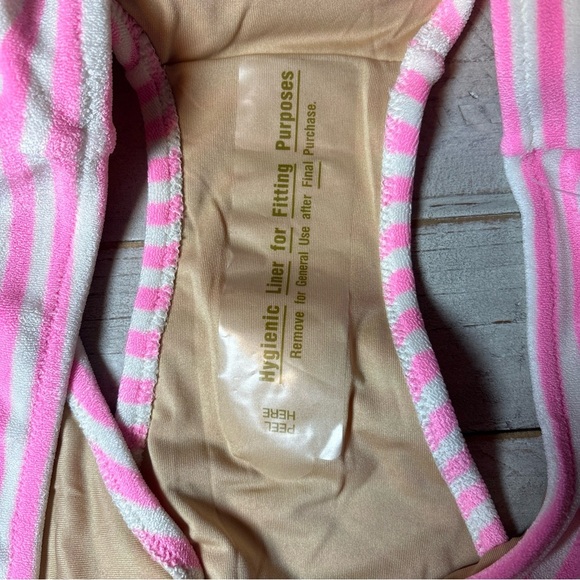 Hygienic Liner for Fitting Purposes
Remove for General Use after Final Purchase.
PEEL
HERE